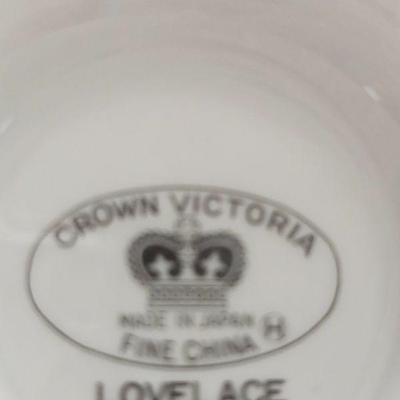 CROWN VICTORIA
MADE IN JAPAN H
FINE CHINA
LOVELACE